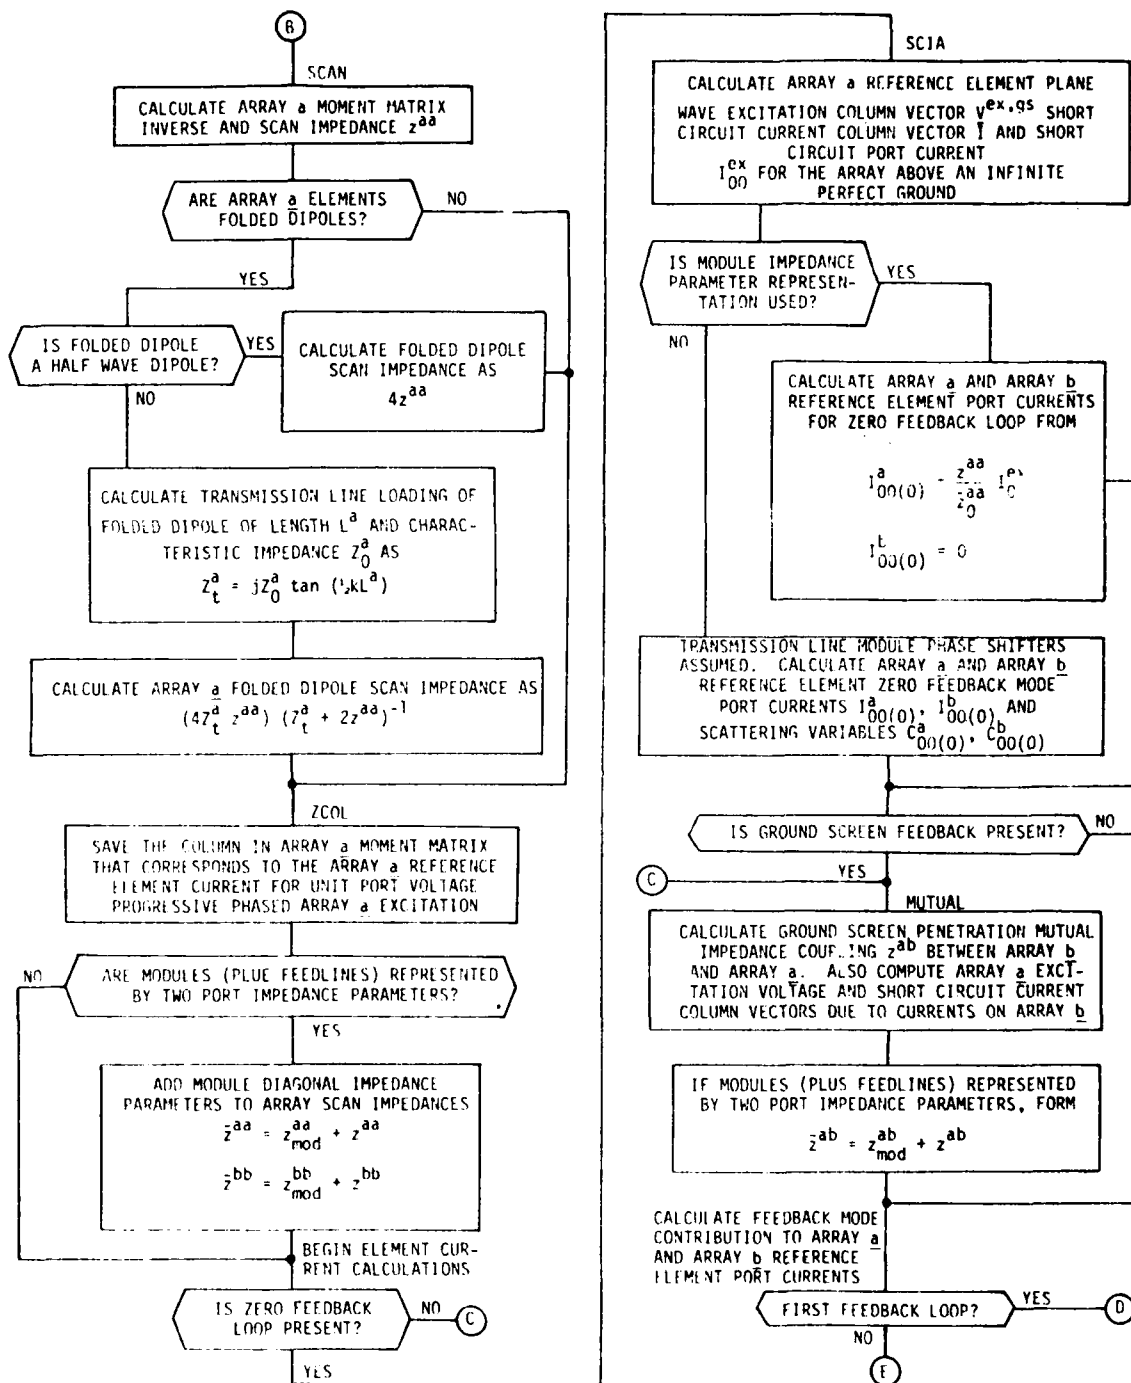 B
SCAN
CALCULATE ARRAY a MOMENT MATRIX
INVERSE AND SCAN IMPEDANCE z^aa
ARE ARRAY a ELEMENTS
FOLDED DIPOLES?
NO
YES
IS FOLDED DIPOLE
A HALF WAVE DIPOLE?
YES
NO
CALCULATE FOLDED DIPOLE
SCAN IMPEDANCE AS
4z^aa
CALCULATE TRANSMISSION LINE LOADING OF
FOLDED DIPOLE OF LENGTH L^a AND CHARAC-
TERISTIC IMPEDANCE Z_0^a AS
Z_t^a = jZ_0^a tan (½kL^a)
CALCULATE ARRAY a FOLDED DIPOLE SCAN IMPEDANCE AS
(4Z_t^a z^aa) (Z_t^a + 2z^aa)^-1
ZCOL
SAVE THE COLUMN IN ARRAY a MOMENT MATRIX
THAT CORRESPONDS TO THE ARRAY a REFERENCE
ELEMENT CURRENT FOR UNIT PORT VOLTAGE
PROGRESSIVE PHASED ARRAY a EXCITATION
NO
ARE MODULES (PLUE FEEDLINES) REPRESENTED
BY TWO PORT IMPEDANCE PARAMETERS?
YES
ADD MODULE DIAGONAL IMPEDANCE
PARAMETERS TO ARRAY SCAN IMPEDANCES
z̄^aa = z_mod^aa + z^aa
z̄^bb = z_mod^bb + z^bb
BEGIN ELEMENT CUR-
RENT CALCULATIONS
IS ZERO FEEDBACK
LOOP PRESENT?
NO
C
YES
SCIA
CALCULATE ARRAY a REFERENCE ELEMENT PLANE
WAVE EXCITATION COLUMN VECTOR V^ex,gs SHORT
CIRCUIT CURRENT COLUMN VECTOR Ī AND SHORT
CIRCUIT PORT CURRENT
I_00^ex FOR THE ARRAY ABOVE AN INFINITE
PERFECT GROUND
IS MODULE IMPEDANCE
PARAMETER REPRESEN-
TATION USED?
YES
NO
CALCULATE ARRAY a AND ARRAY b
REFERENCE ELEMENT PORT CURRENTS
FOR ZERO FEEDBACK LOOP FROM
I_00(0)^a = z^aa / z̄_0^aa I_0^ex
I_00(0)^b = 0
TRANSMISSION LINE MODULE PHASE SHIFTERS
ASSUMED. CALCULATE ARRAY a AND ARRAY b
REFERENCE ELEMENT ZERO FEEDBACK MODE
PORT CURRENTS I_00(0)^a, I_00(0)^b AND
SCATTERING VARIABLES C_00(0)^a, C_00(0)^b
IS GROUND SCREEN FEEDBACK PRESENT?
NO
YES
C
MUTUAL
CALCULATE GROUND SCREEN PENETRATION MUTUAL
IMPEDANCE COUPLING z^ab BETWEEN ARRAY b
AND ARRAY a. ALSO COMPUTE ARRAY a EXCI-
TATION VOLTAGE AND SHORT CIRCUIT CURRENT
COLUMN VECTORS DUE TO CURRENTS ON ARRAY b
IF MODULES (PLUS FEEDLINES) REPRESENTED
BY TWO PORT IMPEDANCE PARAMETERS, FORM
z̄^ab = z_mod^ab + z^ab
CALCULATE FEEDBACK MODE
CONTRIBUTION TO ARRAY a
AND ARRAY b REFERENCE
ELEMENT PORT CURRENTS
FIRST FEEDBACK LOOP?
YES
D
NO
E